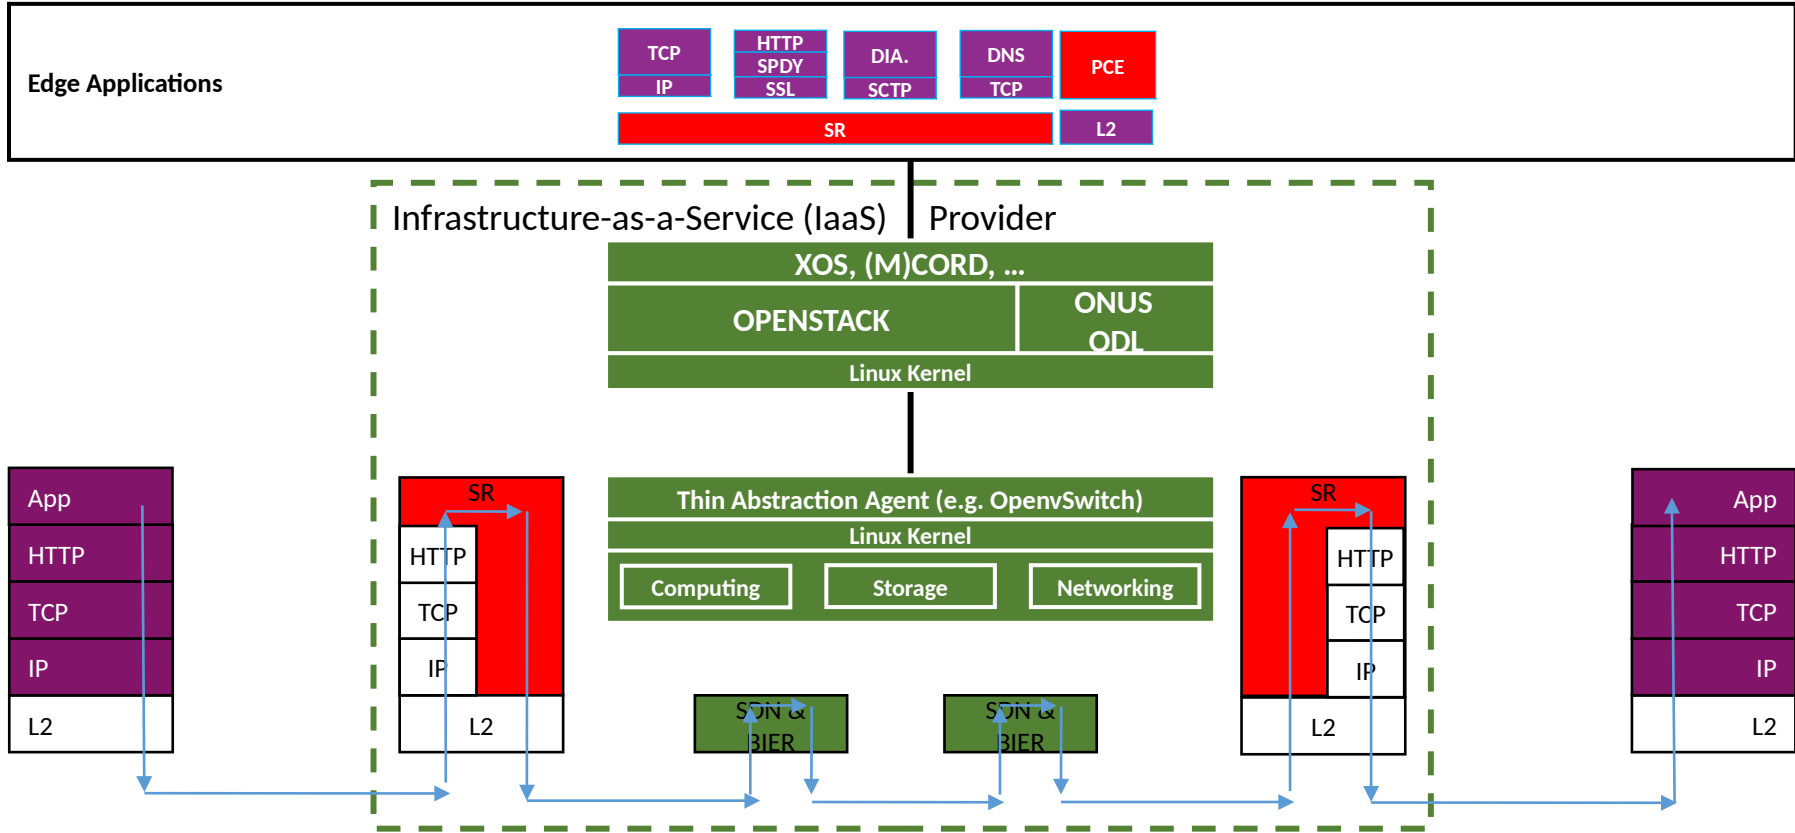 Edge Applications
TCP
IP
HTTP
SPDY
SSL
DIA.
SCTP
DNS
TCP
PCE
SR
L2
Infrastructure-as-a-Service (IaaS) Provider
XOS, (M)CORD, ...
OPENSTACK
ONUS
ODL
Linux Kernel
Thin Abstraction Agent (e.g. OpenvSwitch)
Linux Kernel
Computing
Storage
Networking
App
HTTP
TCP
IP
L2
SR
HTTP
TCP
IP
L2
SDN &
BIER
SDN &
BIER
SR
HTTP
TCP
IP
L2
App
HTTP
TCP
IP
L2